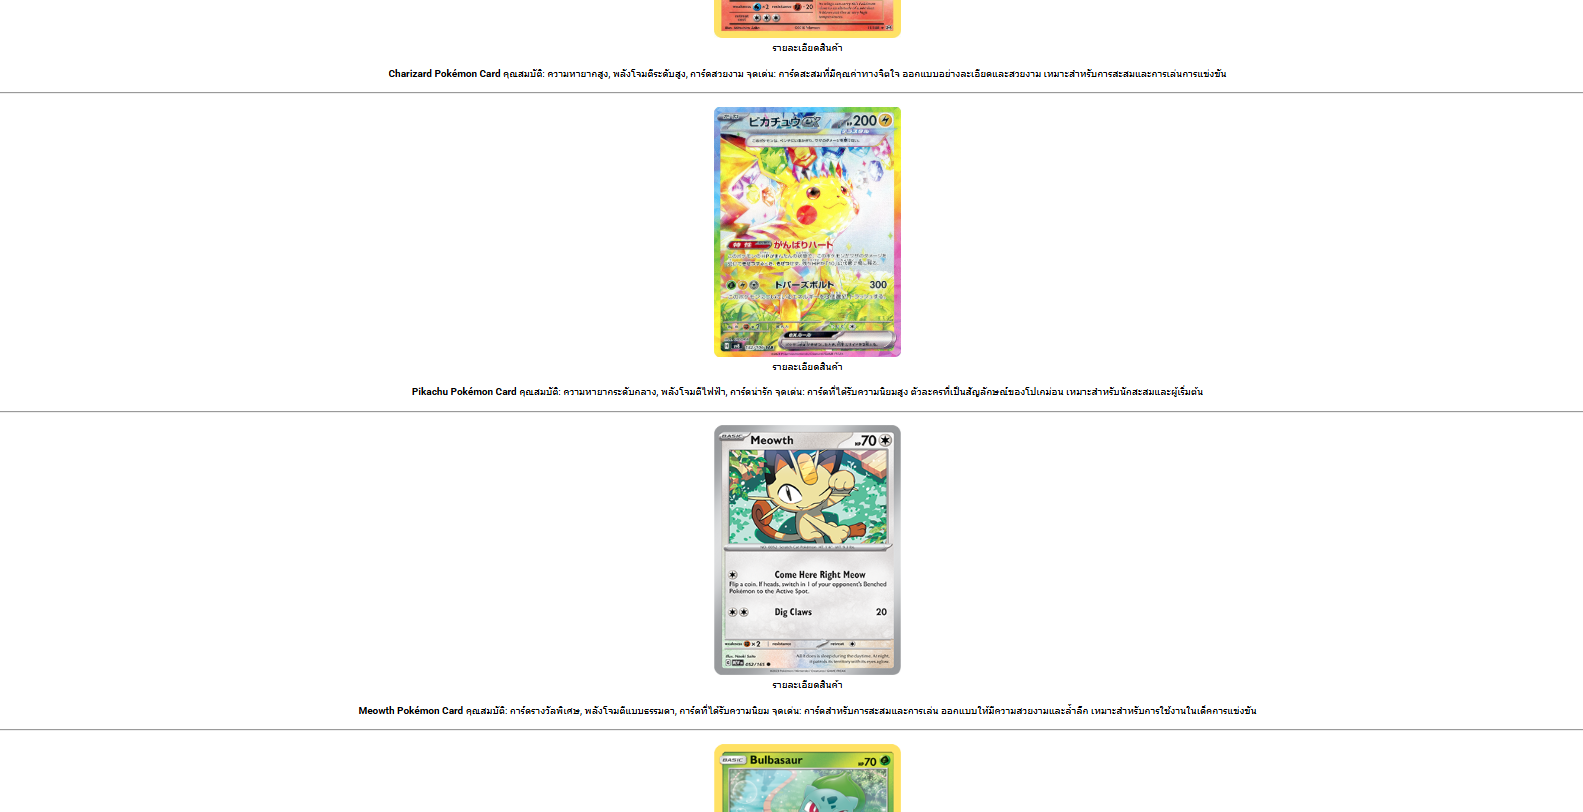 รายละเอียดสินค้า
Charizard Pokémon Card คุณสมบัติ: ความหายากสูง, พลังโจมตีระดับสูง, การ์ดสวยงาม จุดเด่น: การ์ดสะสมที่มีคุณค่าทางจิตใจ ออกแบบอย่างละเอียดและสวยงาม เหมาะสำหรับการสะสมและการเล่นการแข่งขัน
ピカチュウex HP200
がんばりハート
トパーズボルト 300
exルール
รายละเอียดสินค้า
Pikachu Pokémon Card คุณสมบัติ: ความหายากระดับกลาง, พลังโจมตีไฟฟ้า, การ์ดน่ารัก จุดเด่น: การ์ดที่ได้รับความนิยมสูง ตัวละครที่เป็นสัญลักษณ์ของโปเกม่อน เหมาะสำหรับนักสะสมและผู้เริ่มต้น
BASIC Meowth HP70
Come Here Right Meow
Flip a coin. If heads, switch in 1 of your opponent's Benched
Pokémon to the Active Spot.
Dig Claws 20
weakness ×2 resistance retreat
052/165
รายละเอียดสินค้า
Meowth Pokémon Card คุณสมบัติ: การ์ดรางวัลพิเศษ, พลังโจมตีแบบธรรมดา, การ์ดที่ได้รับความนิยม จุดเด่น: การ์ดสำหรับการสะสมและการเล่น ออกแบบให้มีความสวยงามและล้ำลึก เหมาะสำหรับการใช้งานในเด็คการแข่งขัน
BASIC Bulbasaur HP70